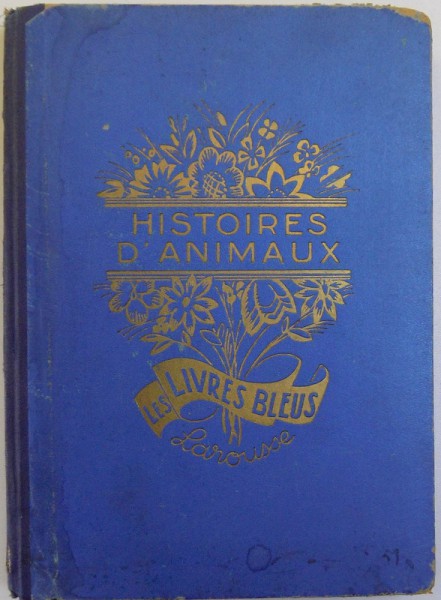 HISTOIRES
D'ANIMAUX
LES LIVRES BLEUS
Larousse